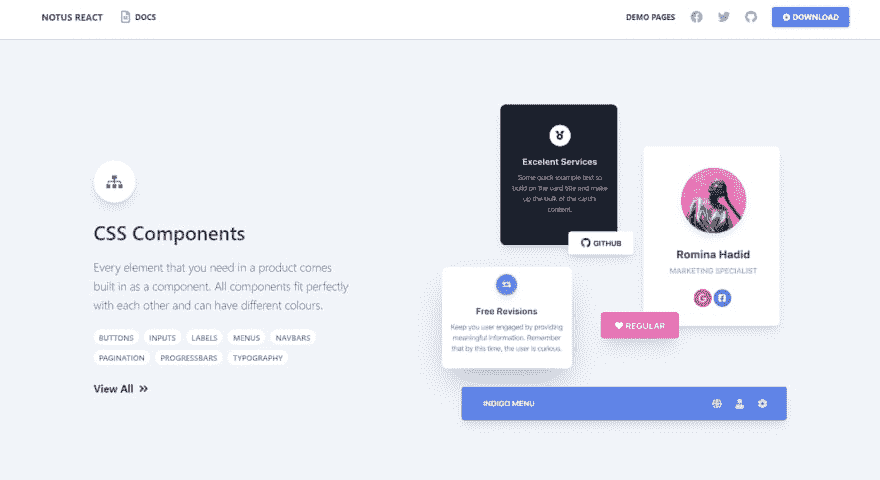 NOTUS REACT
DOCS
DEMO PAGES
DOWNLOAD
CSS Components
Every element that you need in a product comes
built in as a component. All components fit perfectly
with each other and can have different colours.
BUTTONS INPUTS LABELS MENUS NAVBARS
PAGINATION PROGRESSBARS TYPOGRAPHY
View All
Excelent Services
Some quick example text to
build on the card title and make
up the bulk of the card's
content.
GITHUB
Romina Hadid
MARKETING SPECIALIST
Free Revisions
Keep you user engaged by providing
meaningful information. Remember
that by this time, the user is curious.
REGULAR
INDIGO MENU